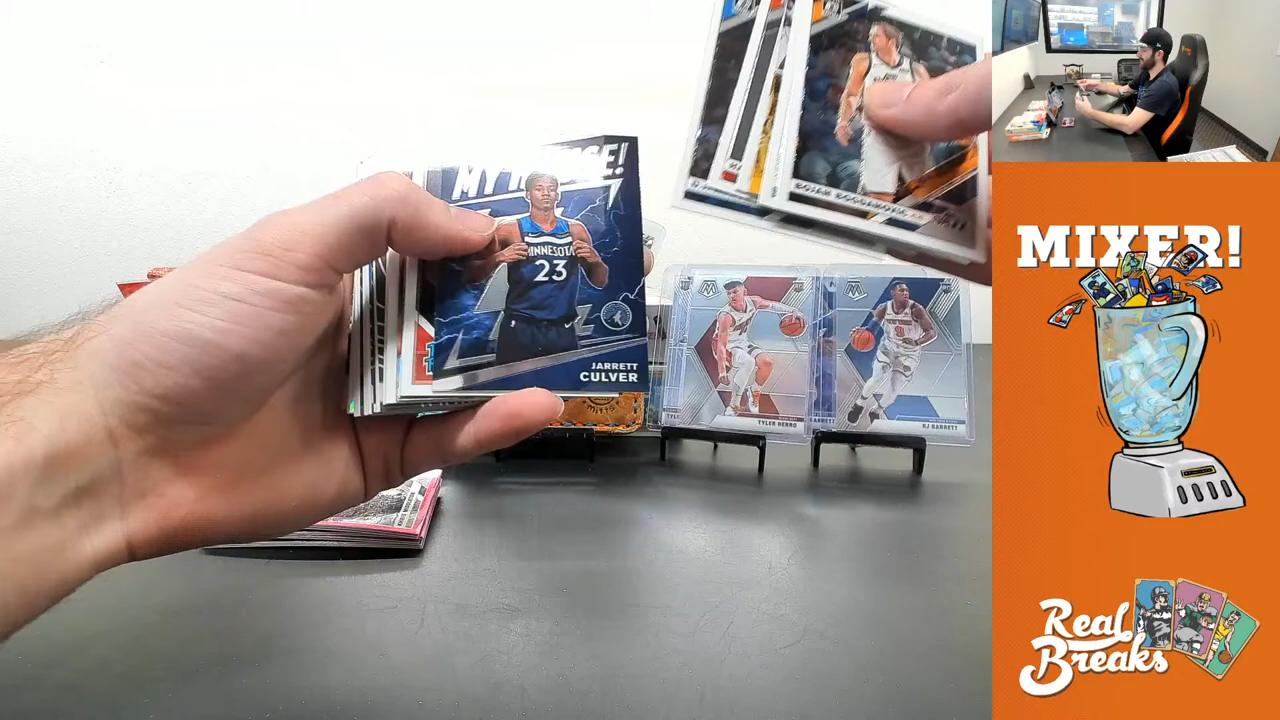 MY HOUSE!
MINNESOTA
23
JARRETT
CULVER
BOJAN BOGDANOVIC
TYLER HERRO
RJ BARRETT
MIXER!
Real
Breaks